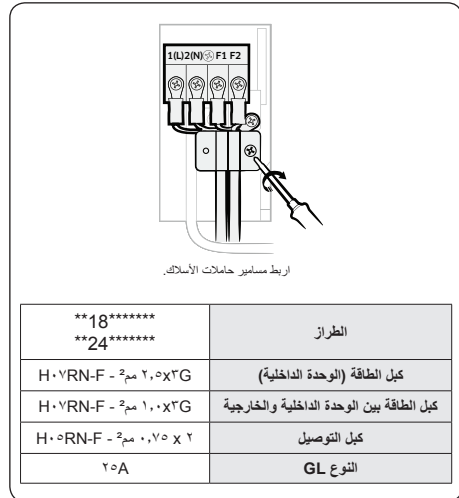 1(L)2(N) F1 F2
اربط مسامير حاملات الأسلاك.
الطراز
**18*******
**24*******
كبل الطاقة (الوحدة الداخلية)
٢,٥x٣G مم² - H٠٧RN-F
كبل الطاقة بين الوحدة الداخلية والخارجية
١,٠x٣G مم² - H٠٧RN-F
كبل التوصيل
٢ x ٠,٧٥ مم² - H٠٥RN-F
النوع GL
٢٥A